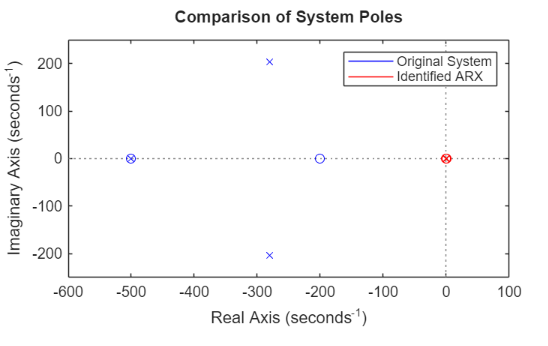 Comparison of System Poles
Imaginary Axis (seconds⁻¹)
200
100
0
-100
-200
Original System
Identified ARX
-600 -500 -400 -300 -200 -100 0 100
Real Axis (seconds⁻¹)